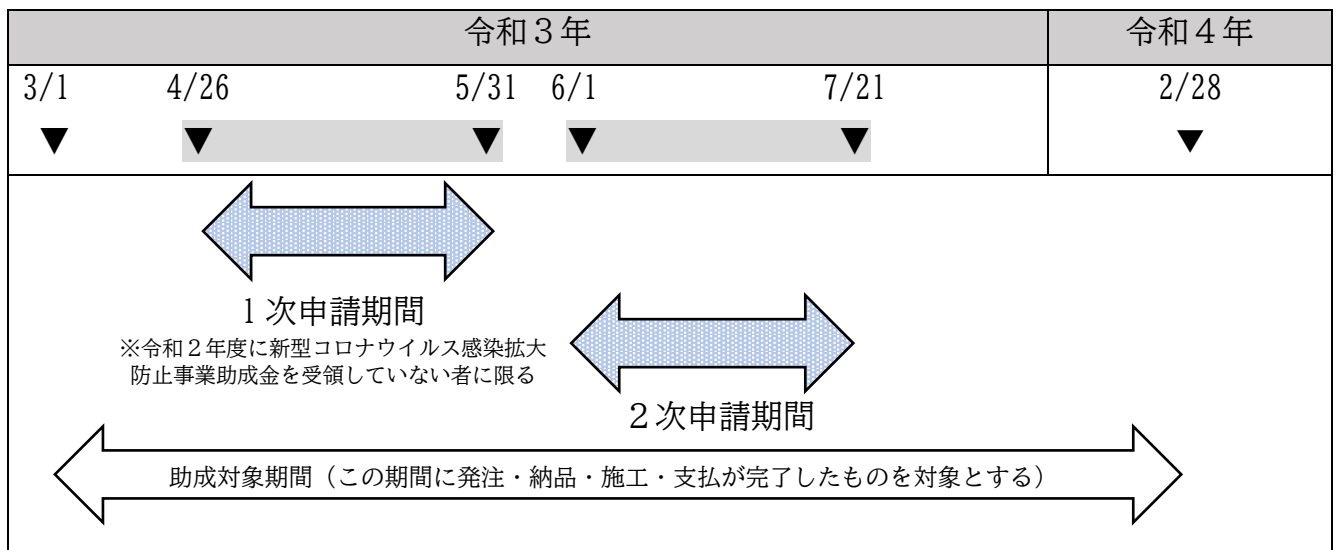 令和３年 令和４年
3/1 4/26 5/31 6/1 7/21 2/28
▼ ▼ ▼ ▼ ▼ ▼
１次申請期間
※令和２年度に新型コロナウイルス感染拡大
防止事業助成金を受領していない者に限る
２次申請期間
助成対象期間（この期間に発注・納品・施工・支払が完了したものを対象とする）